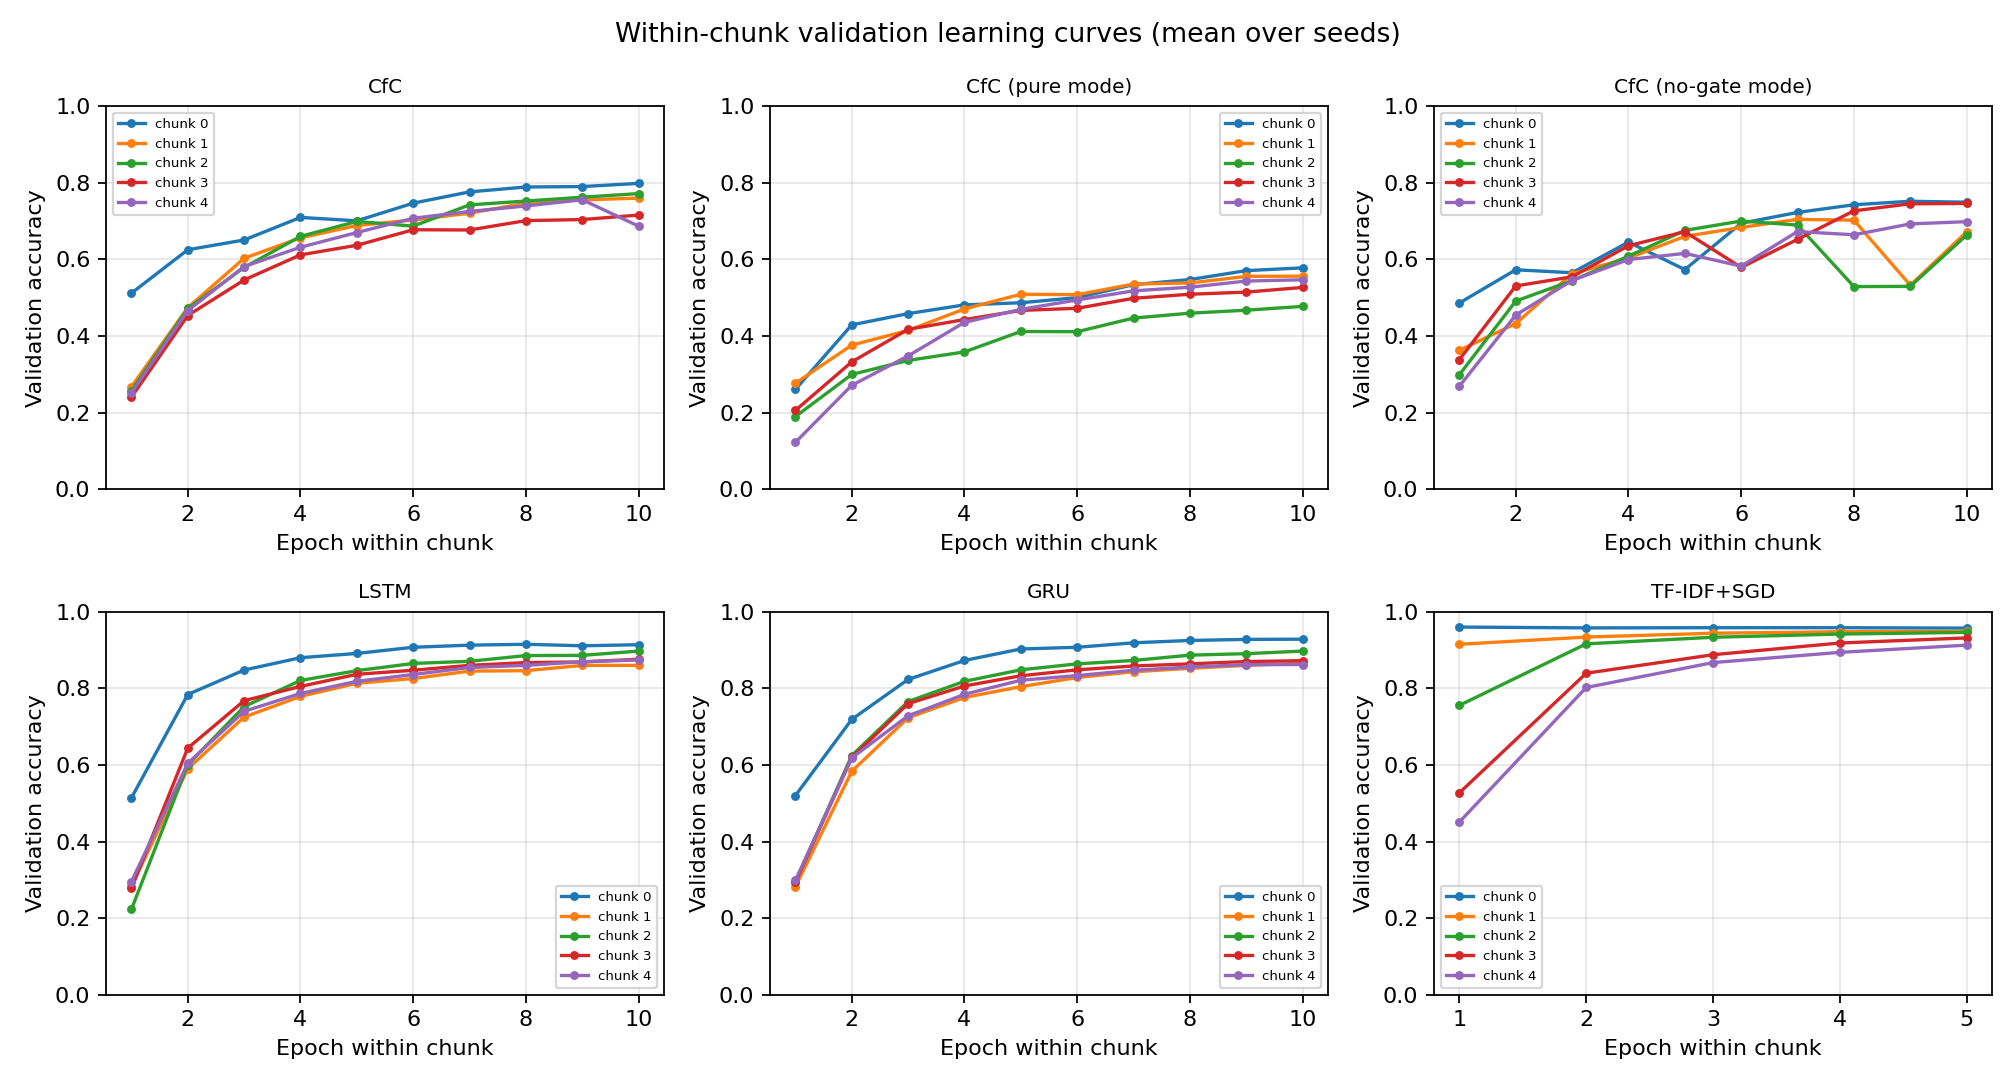 Within-chunk validation learning curves (mean over seeds)
CfC
1.0
0.8
0.6
0.4
0.2
0.0
Validation accuracy
chunk 0
chunk 1
chunk 2
chunk 3
chunk 4
2 4 6 8 10
Epoch within chunk
CfC (pure mode)
1.0
0.8
0.6
0.4
0.2
0.0
Validation accuracy
chunk 0
chunk 1
chunk 2
chunk 3
chunk 4
2 4 6 8 10
Epoch within chunk
CfC (no-gate mode)
1.0
0.8
0.6
0.4
0.2
0.0
Validation accuracy
chunk 0
chunk 1
chunk 2
chunk 3
chunk 4
2 4 6 8 10
Epoch within chunk
LSTM
1.0
0.8
0.6
0.4
0.2
0.0
Validation accuracy
chunk 0
chunk 1
chunk 2
chunk 3
chunk 4
2 4 6 8 10
Epoch within chunk
GRU
1.0
0.8
0.6
0.4
0.2
0.0
Validation accuracy
chunk 0
chunk 1
chunk 2
chunk 3
chunk 4
2 4 6 8 10
Epoch within chunk
TF-IDF+SGD
1.0
0.8
0.6
0.4
0.2
0.0
Validation accuracy
chunk 0
chunk 1
chunk 2
chunk 3
chunk 4
1 2 3 4 5
Epoch within chunk